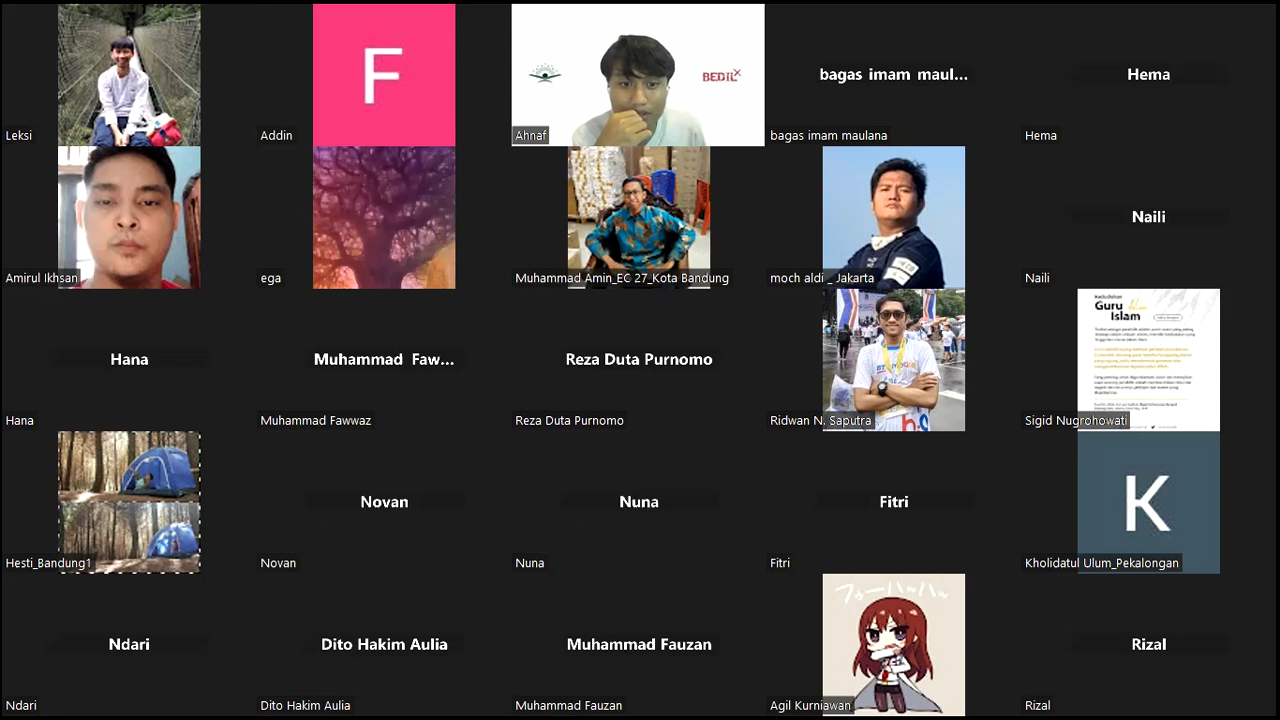 Leksi
F
Addin
BEDIL
Ahnaf
bagas imam maul...
bagas imam maulana
Hema
Hema
Amirul Ikhsan
ega
Muhammad Amin_EC 27_Kota Bandung
moch aldi _ Jakarta
Naili
Naili
Hana
Hana
Muhammad Faw...
Muhammad Fawwaz
Reza Duta Purnomo
Reza Duta Purnomo
Ridwan N. Saputra
Guru
Islam
Sigid Nugrohowati
Hesti_Bandung1
Novan
Novan
Nuna
Nuna
Fitri
Fitri
K
Kholidatul Ulum_Pekalongan
Ndari
Ndari
Dito Hakim Aulia
Dito Hakim Aulia
Muhammad Fauzan
Muhammad Fauzan
Agil Kurniawan
Rizal
Rizal